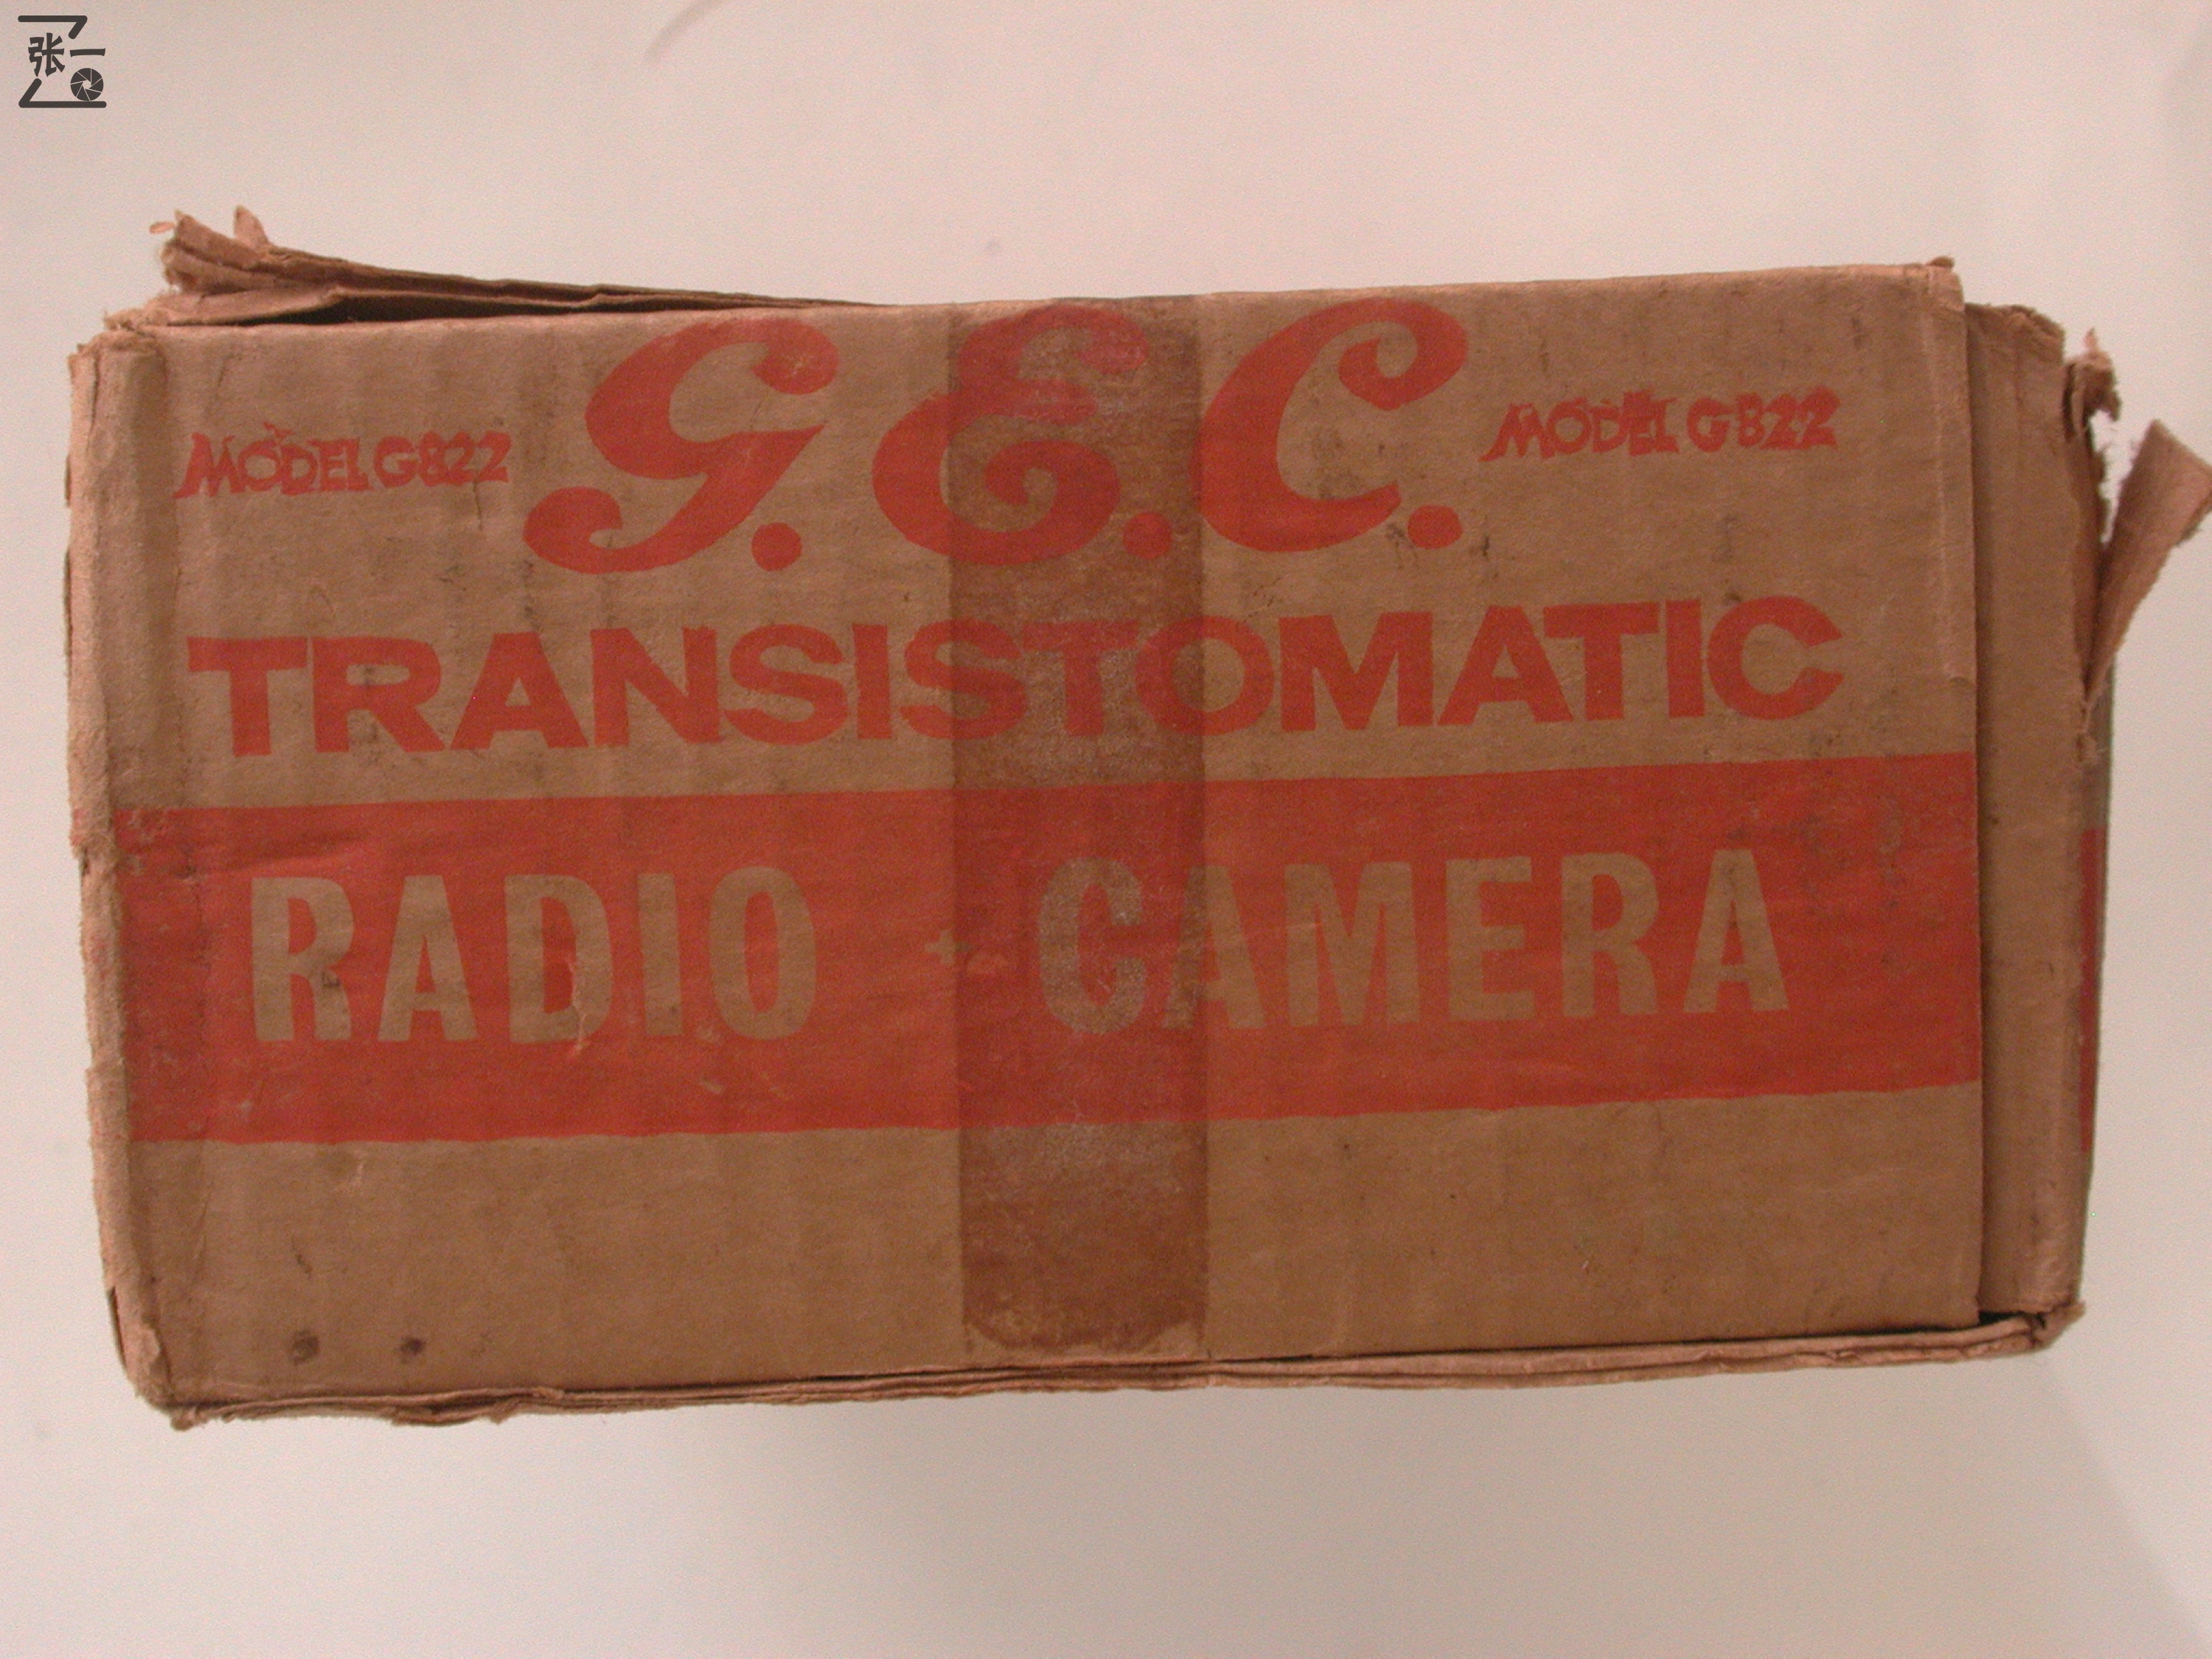 张一
G.E.C.
MODEL G822
MODEL G822
TRANSISTOMATIC
RADIO - CAMERA